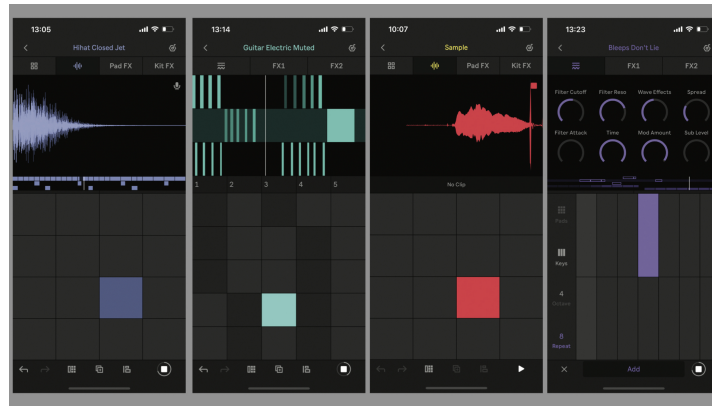 13:05
Hihat Closed Jet
Pad FX
Kit FX
13:14
Guitar Electric Muted
FX1
FX2
1 2 3 4 5
10:07
Sample
Pad FX
Kit FX
No Clip
13:23
Bleeps Don't Lie
FX1
FX2
Filter Cutoff
Filter Reso
Wave Effects
Spread
Filter Attack
Time
Mod Amount
Sub Level
Pads
Keys
4
Octave
8
Repeat
Add